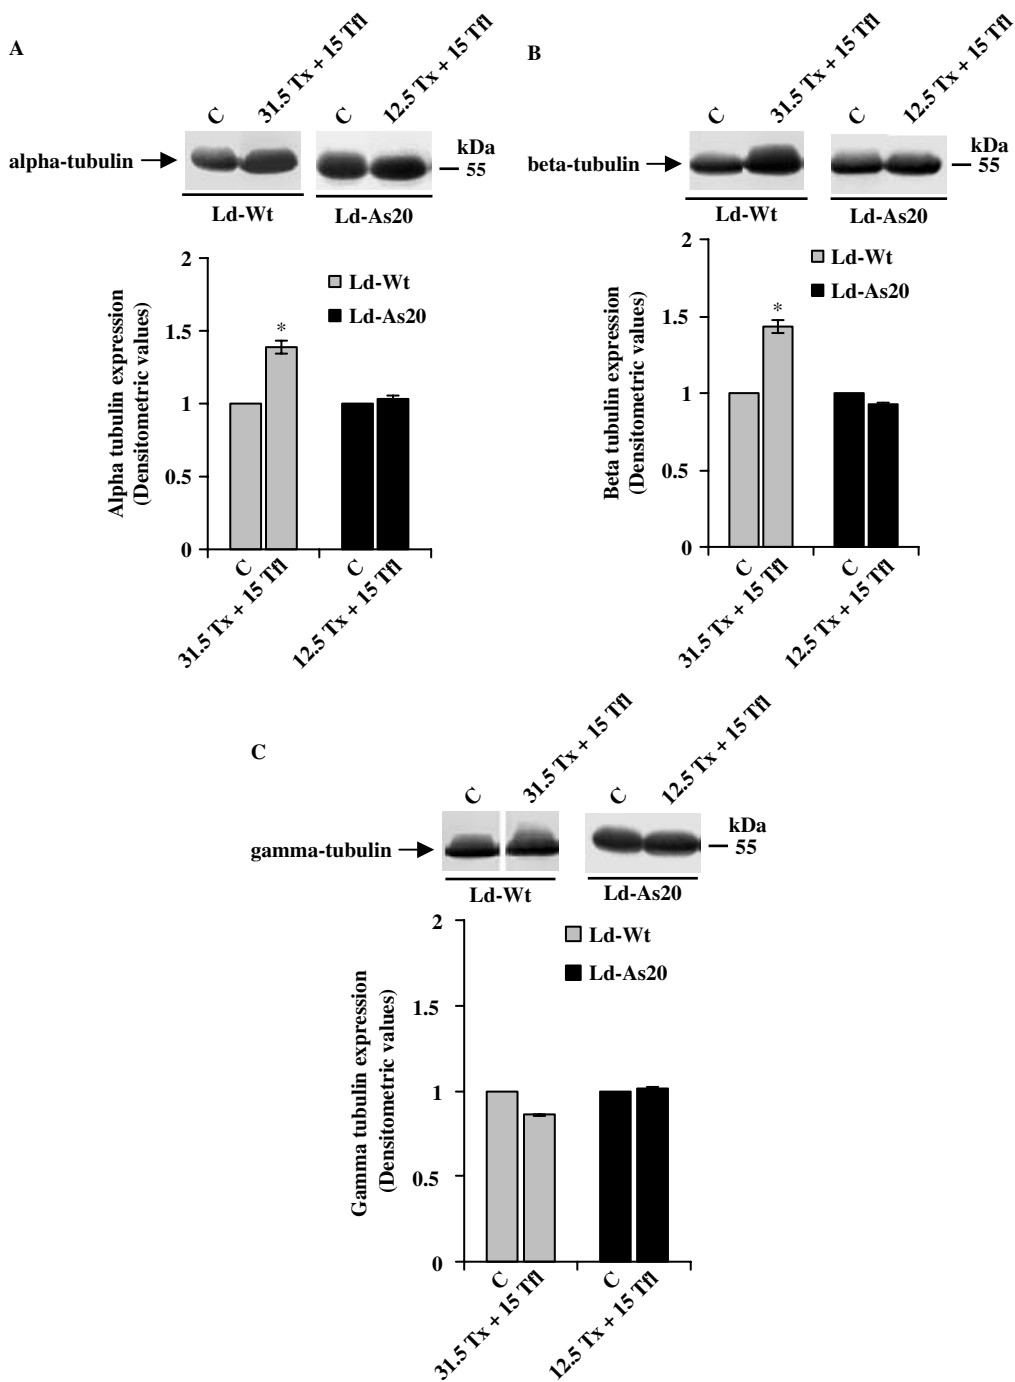 A
C
31.5 Tx + 15 Tfl
C
12.5 Tx + 15 Tfl
alpha-tubulin
kDa
55
Ld-Wt
Ld-As20
2
1.5
1
0.5
0
Alpha tubulin expression
(Densitometric values)
Ld-Wt
Ld-As20
*
C
31.5 Tx + 15 Tfl
C
12.5 Tx + 15 Tfl
B
C
31.5 Tx + 15 Tfl
C
12.5 Tx + 15 Tfl
beta-tubulin
kDa
55
Ld-Wt
Ld-As20
2
1.5
1
0.5
0
Beta tubulin expression
(Densitometric values)
Ld-Wt
Ld-As20
*
C
31.5 Tx + 15 Tfl
C
12.5 Tx + 15 Tfl
C
C
31.5 Tx + 15 Tfl
C
12.5 Tx + 15 Tfl
gamma-tubulin
kDa
55
Ld-Wt
Ld-As20
2
1.5
1
0.5
0
Gamma tubulin expression
(Densitometric values)
Ld-Wt
Ld-As20
C
31.5 Tx + 15 Tfl
C
12.5 Tx + 15 Tfl